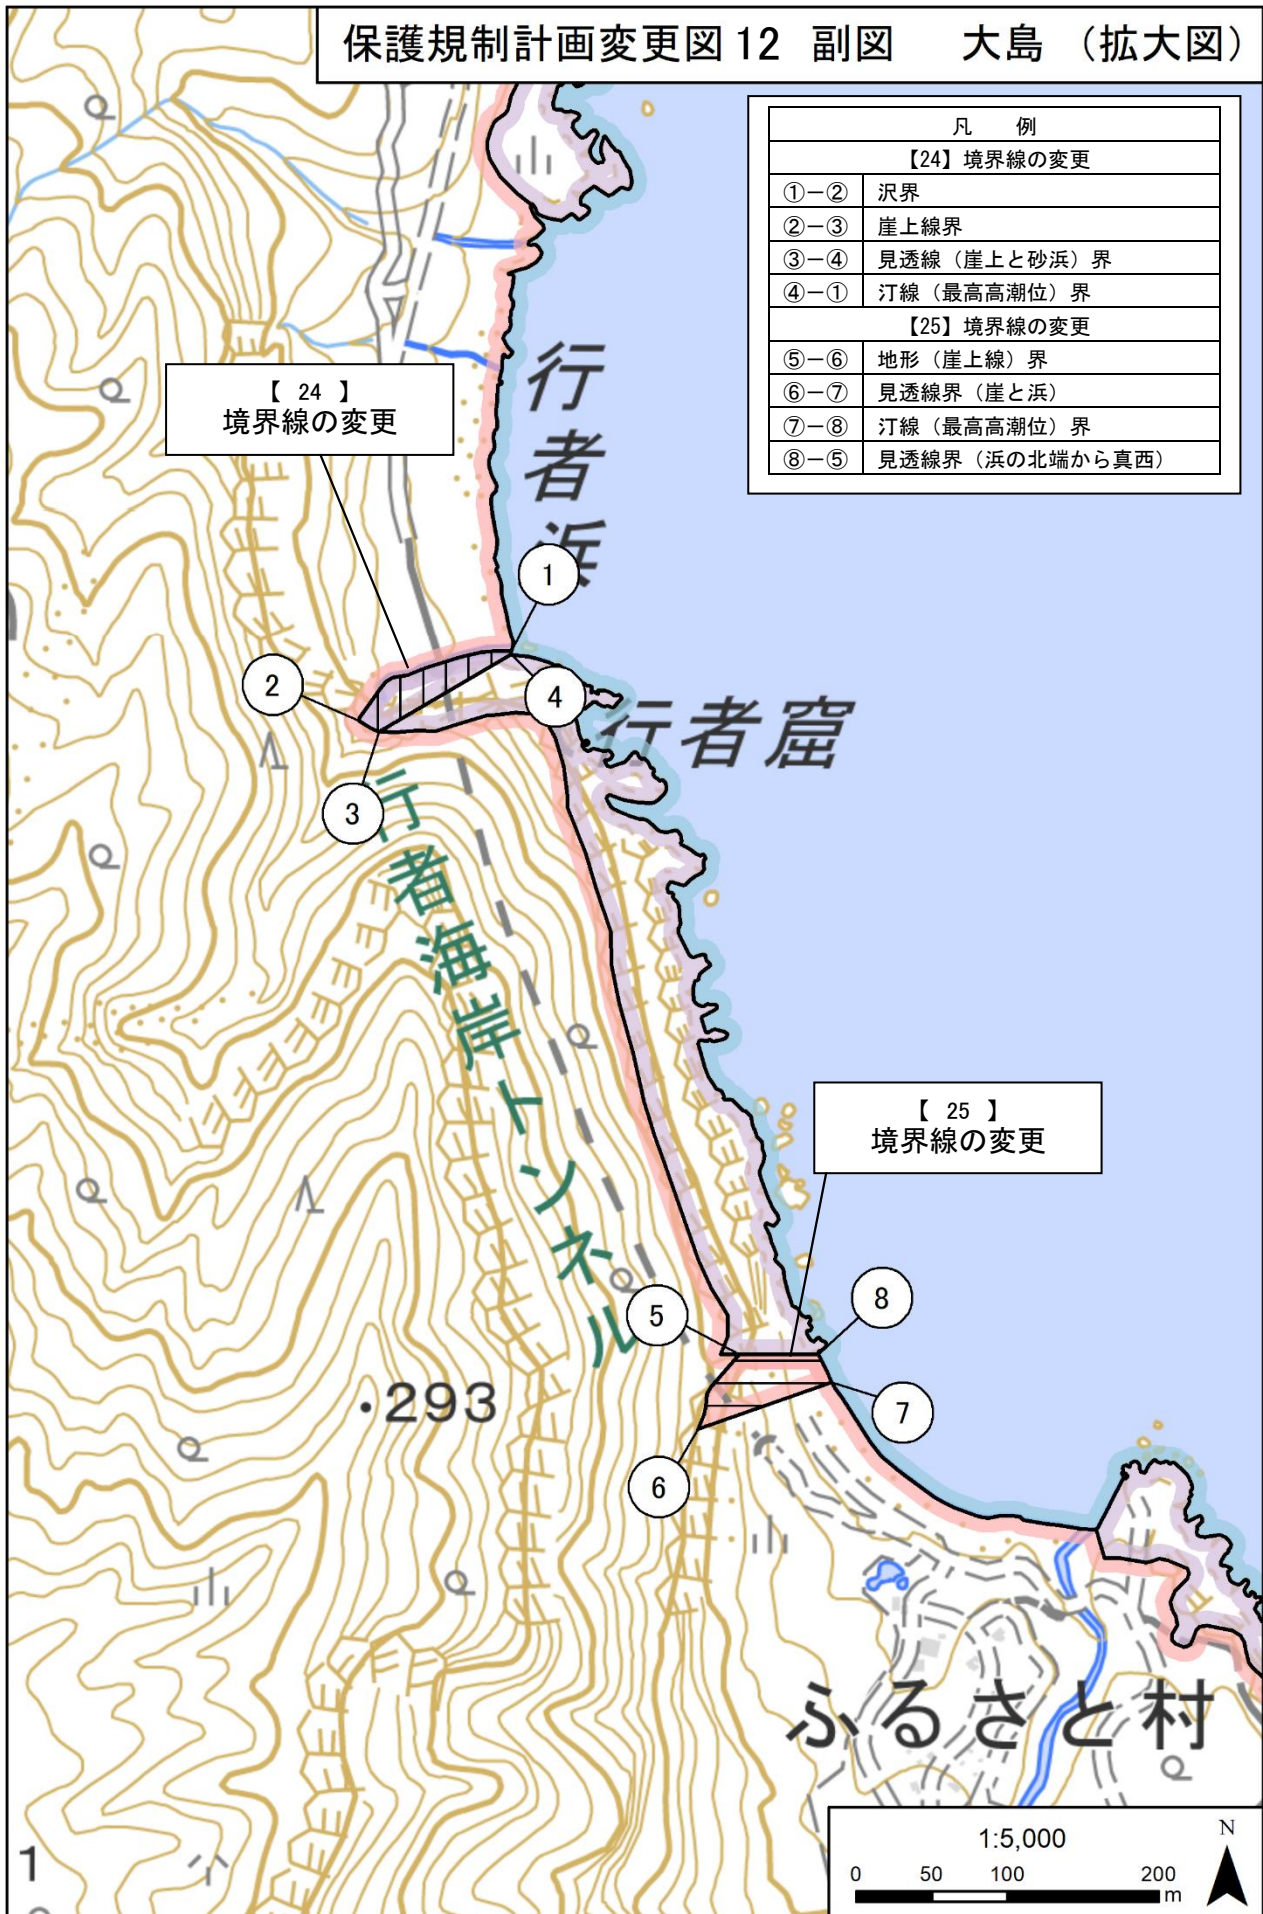 保護規制計画変更図 12 副図 大島 （拡大図）
凡 例
【24】境界線の変更
①－② 沢界
②－③ 崖上線界
③－④ 見透線（崖上と砂浜）界
④－① 汀線（最高高潮位）界
【25】境界線の変更
⑤－⑥ 地形（崖上線）界
⑥－⑦ 見透線界（崖と浜）
⑦－⑧ 汀線（最高高潮位）界
⑧－⑤ 見透線界（浜の北端から真西）
【 24 】
境界線の変更
行者浜
1
2
4
行者窟
3
行者海岸トンネル
【 25 】
境界線の変更
5
8
・293
7
6
ふるさと村
1
1:5,000
N
0 50 100 200
m